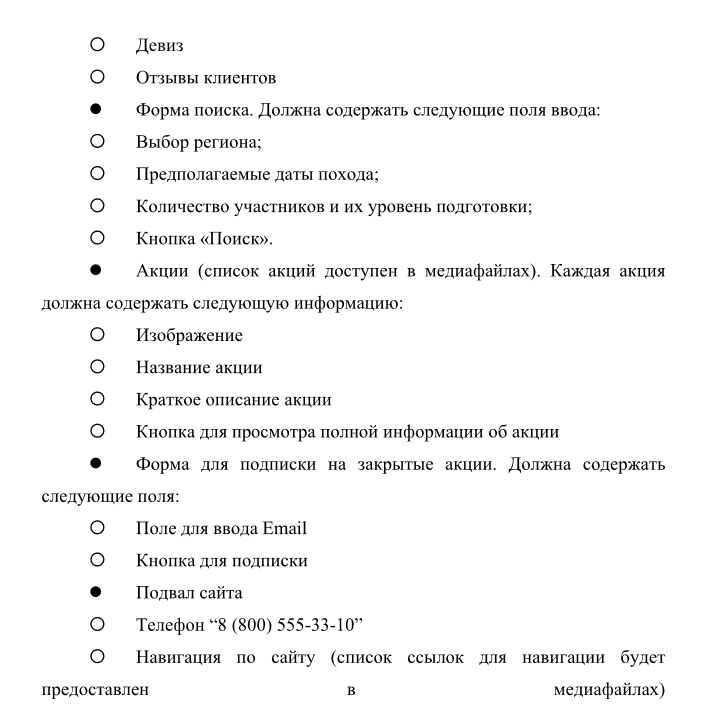 ○ Девиз
○ Отзывы клиентов
● Форма поиска. Должна содержать следующие поля ввода:
○ Выбор региона;
○ Предполагаемые даты похода;
○ Количество участников и их уровень подготовки;
○ Кнопка «Поиск».
● Акции (список акций доступен в медиафайлах). Каждая акция
должна содержать следующую информацию:
○ Изображение
○ Название акции
○ Краткое описание акции
○ Кнопка для просмотра полной информации об акции
● Форма для подписки на закрытые акции. Должна содержать
следующие поля:
○ Поле для ввода Email
○ Кнопка для подписки
● Подвал сайта
○ Телефон “8 (800) 555-33-10”
○ Навигация по сайту (список ссылок для навигации будет
предоставлен в медиафайлах)